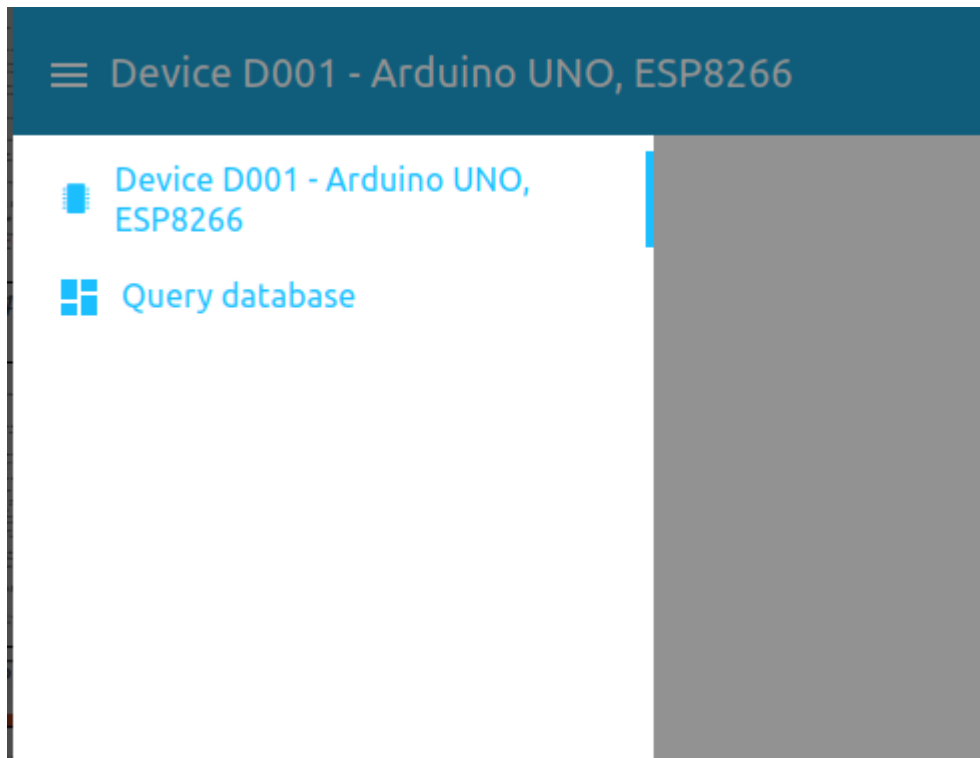 Device D001 - Arduino UNO, ESP8266
Device D001 - Arduino UNO,
ESP8266
Query database